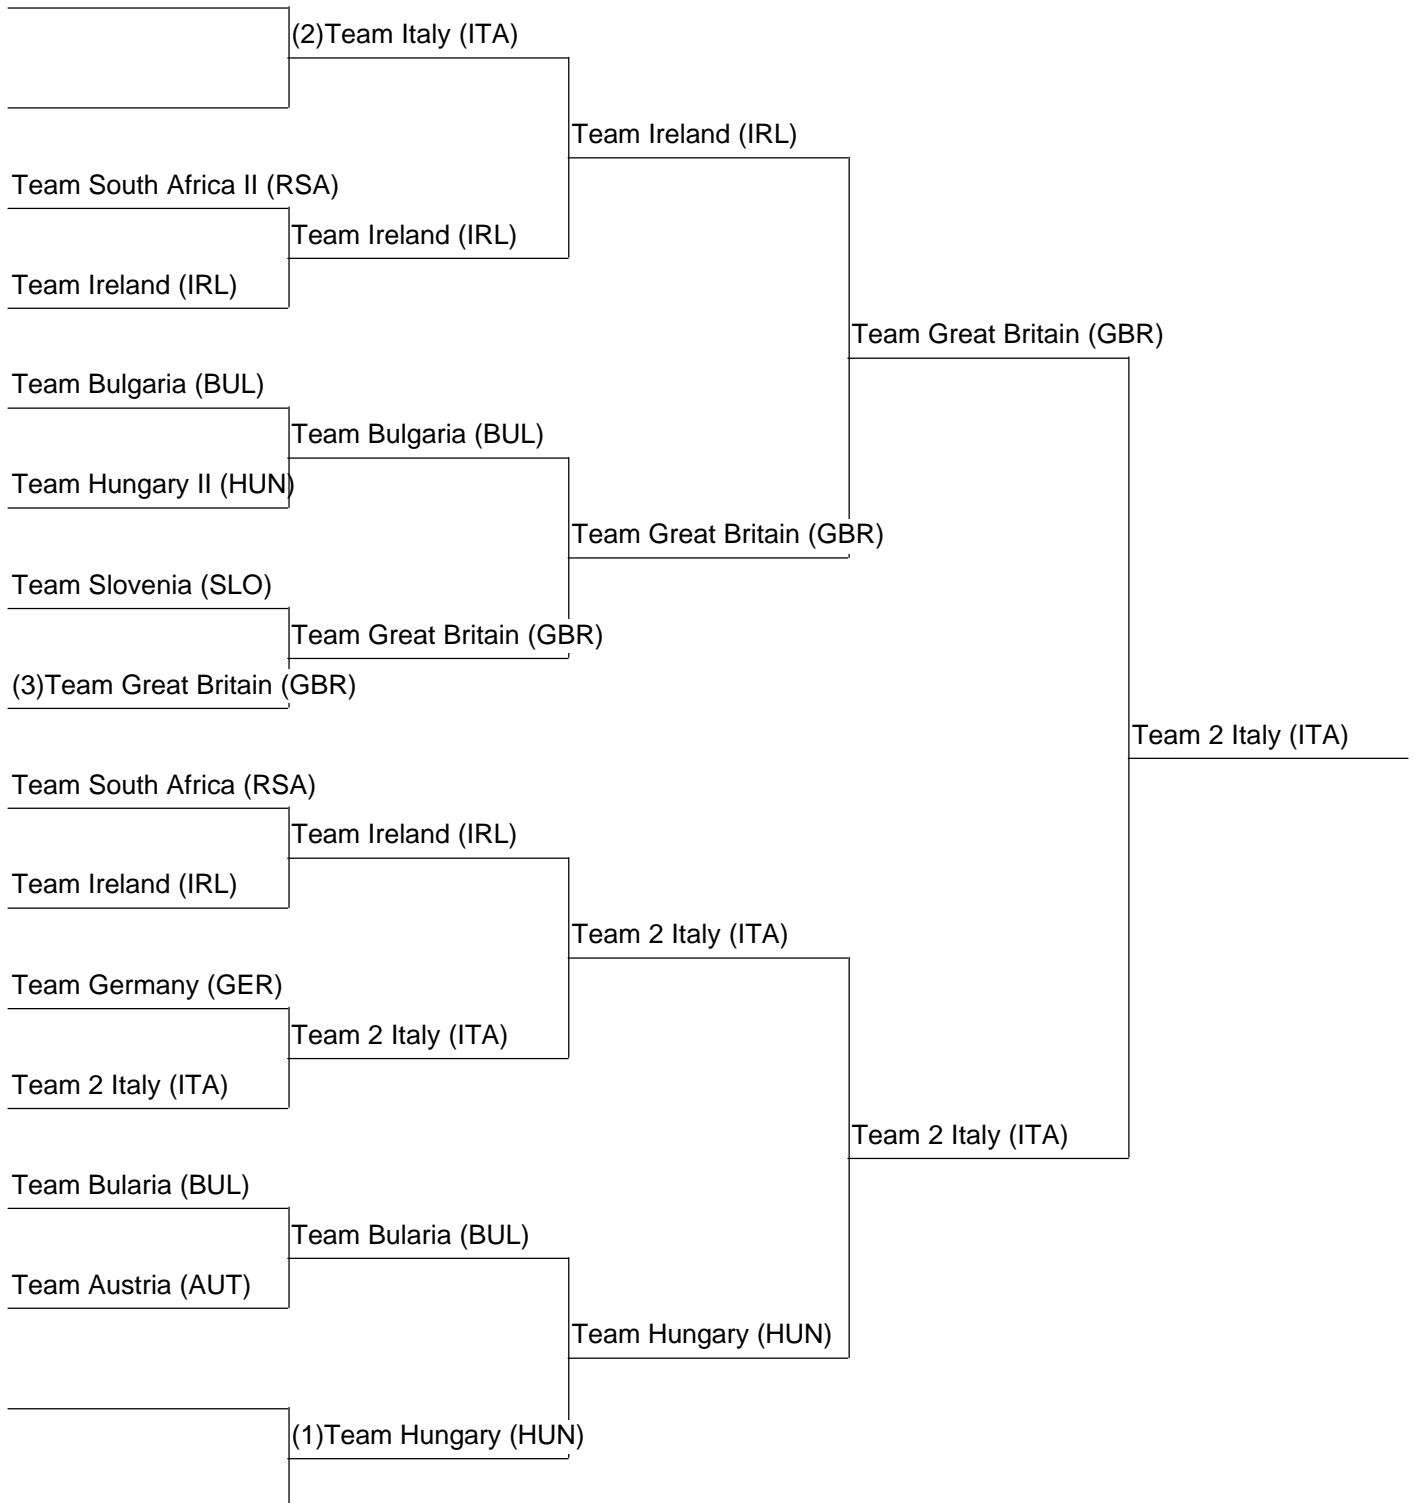 (2)Team Italy (ITA)
Team Ireland (IRL)
Team South Africa II (RSA)
Team Ireland (IRL)
Team Ireland (IRL)
Team Great Britain (GBR)
Team Bulgaria (BUL)
Team Bulgaria (BUL)
Team Hungary II (HUN)
Team Great Britain (GBR)
Team Slovenia (SLO)
Team Great Britain (GBR)
(3)Team Great Britain (GBR)
Team 2 Italy (ITA)
Team South Africa (RSA)
Team Ireland (IRL)
Team Ireland (IRL)
Team 2 Italy (ITA)
Team Germany (GER)
Team 2 Italy (ITA)
Team 2 Italy (ITA)
Team 2 Italy (ITA)
Team Bularia (BUL)
Team Bularia (BUL)
Team Austria (AUT)
Team Hungary (HUN)
(1)Team Hungary (HUN)